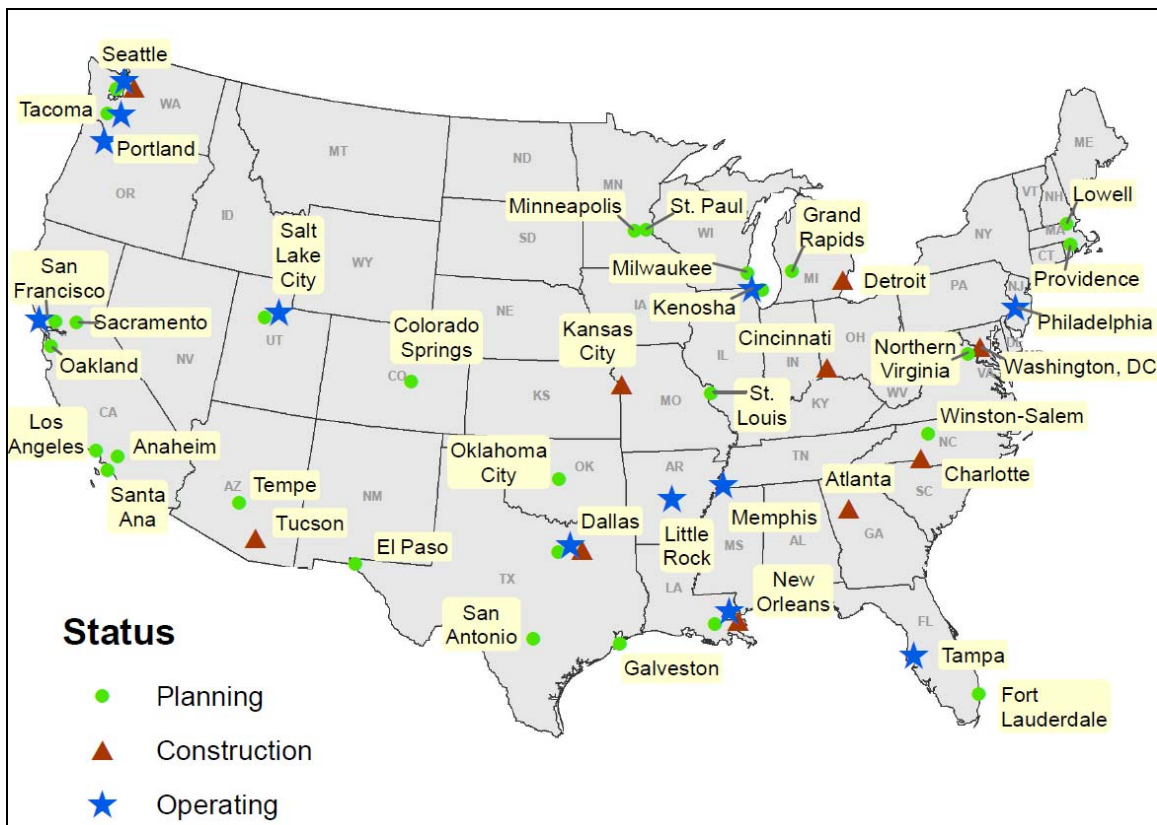 Seattle
WA
Tacoma
Portland
OR
ID
MT
ND
MN
SD
WY
NE
IA
WI
MI
Minneapolis
St. Paul
Grand
Rapids
Milwaukee
Kenosha
Detroit
ME
VT
NH
Lowell
MA
NY
CT
Providence
PA
NJ
Philadelphia
Salt
Lake
City
UT
San
Francisco
Sacramento
Oakland
NV
CA
Colorado
Springs
CO
Kansas
City
KS
MO
IL
IN
OH
Cincinnati
St.
Louis
KY
WV
Northern
Virginia
VA
DE
Washington, DC
Winston-Salem
NC
Charlotte
SC
Los
Angeles
Anaheim
Santa
Ana
AZ
Tempe
Tucson
NM
El Paso
Oklahoma
City
OK
AR
TN
Little
Rock
Memphis
MS
AL
Atlanta
GA
Dallas
TX
LA
New
Orleans
San
Antonio
Galveston
FL
Tampa
Fort
Lauderdale
Status
Planning
Construction
Operating